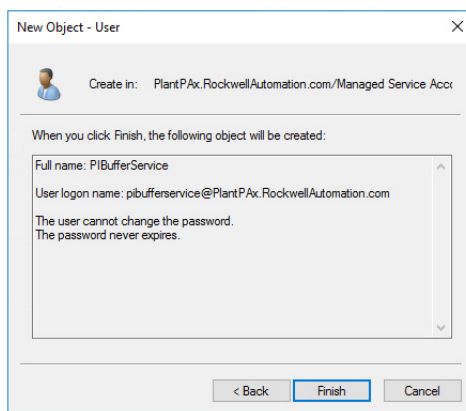 New Object - User
Create in: PlantPAx.RockwellAutomation.com/Managed Service Acco
When you click Finish, the following object will be created:
Full name: PIBufferService
User logon name: pibufferservice@PlantPAx.RockwellAutomation.com
The user cannot change the password.
The password never expires.
< Back Finish Cancel